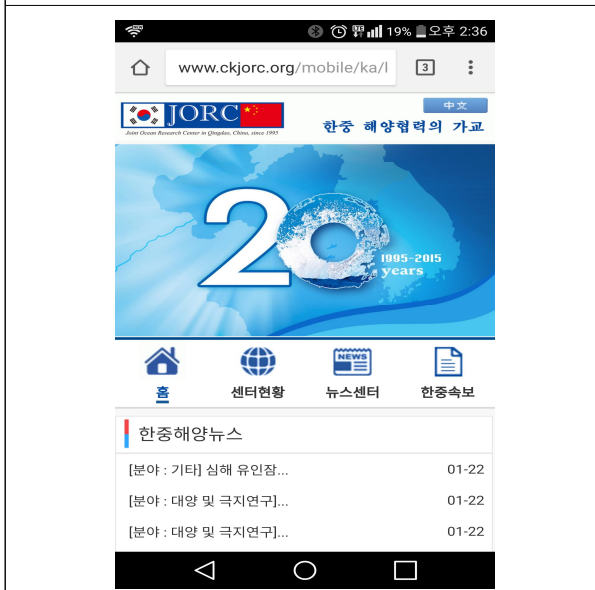 19% 오후 2:36
www.ckjorc.org/mobile/ka/l
3
中文
JORC
Joint Ocean Research Center in Qingdao, China, since 1995
한중 해양협력의 가교
20
1995-2015
years
NEWS
홈 센터현황 뉴스센터 한중속보
한중해양뉴스
[분야 : 기타] 심해 유인잠... 01-22
[분야 : 대양 및 극지연구]... 01-22
[분야 : 대양 및 극지연구]... 01-22